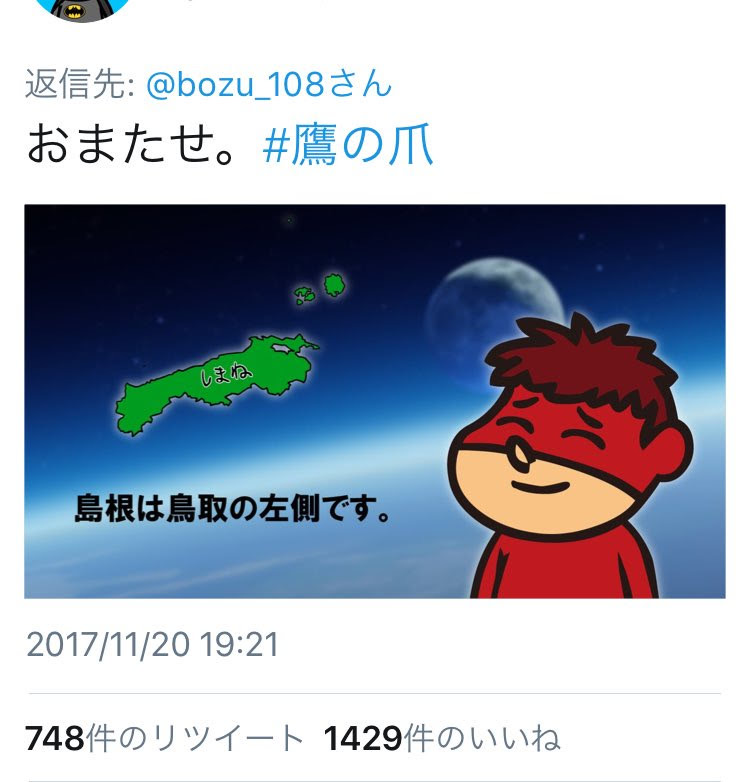 返信先: @bozu_108さん
おまたせ。#鷹の爪
しまね
島根は鳥取の左側です。
2017/11/20 19:21
748件のリツイート 1429件のいいね